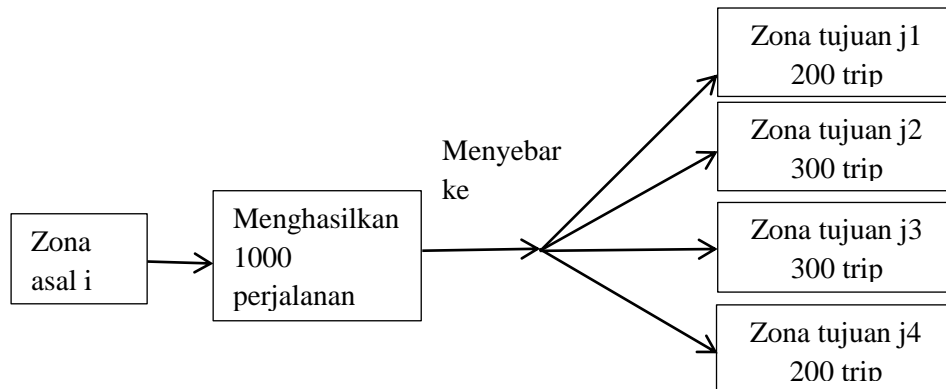 Zona
asal i
Menghasilkan
1000
perjalanan
Menyebar
ke
Zona tujuan j1
200 trip
Zona tujuan j2
300 trip
Zona tujuan j3
300 trip
Zona tujuan j4
200 trip